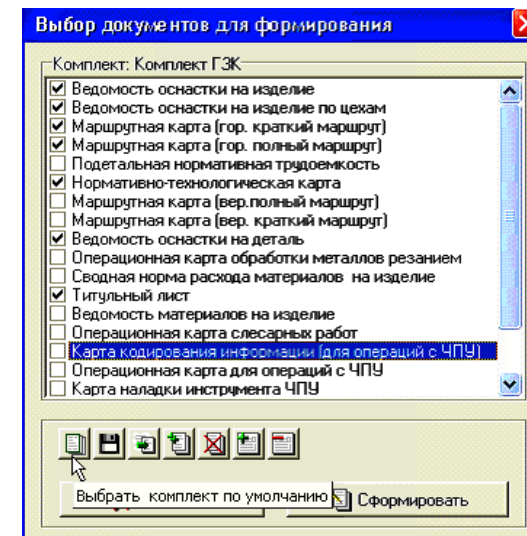 Выбор документов для формирования
Комплект: Комплект ГЗК
Ведомость оснастки на изделие
Ведомость оснастки на изделие по цехам
Маршрутная карта (гор. краткий маршрут)
Маршрутная карта (гор. полный маршрут)
Подетальная нормативная трудоемкость
Нормативно-технологическая карта
Маршрутная карта (вер.полный маршрут)
Маршрутная карта (вер. краткий маршрут)
Ведомость оснастки на деталь
Операционная карта обработки металлов резанием
Сводная норма расхода материалов на изделие
Титульный лист
Ведомость материалов на изделие
Операционная карта слесарных работ
Карта кодирования информации (для операций с ЧПУ)
Операционная карта для операций с ЧПУ
Карта наладки инструмента ЧПУ
Выбрать комплект по умолчанию
Сформировать